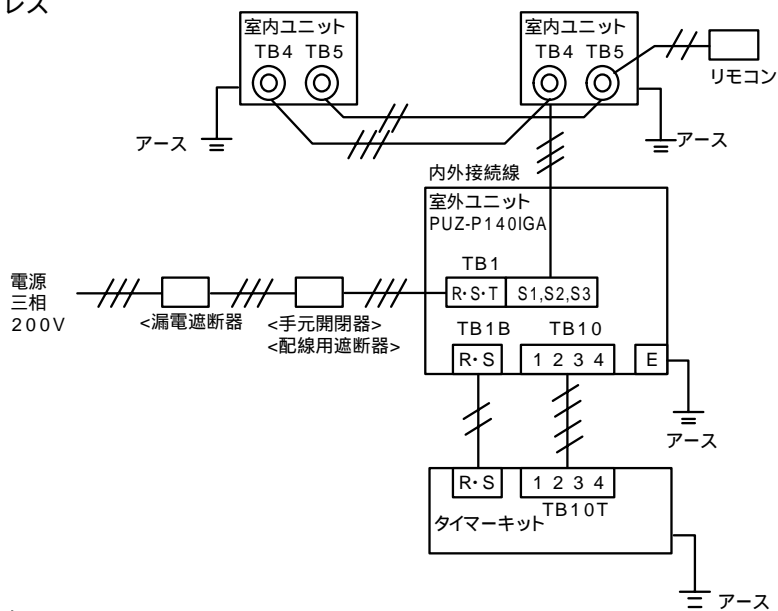 レス
室内ユニット
TB4 TB5
室内ユニット
TB4 TB5
リモコン
アース
アース
内外接続線
室外ユニット
PUZ-P140IGA
TB1
R･S･T S1,S2,S3
電源
三相
200V
<漏電遮断器
<手元開閉器>
<配線用遮断器>
TB1B TB10
R･S 1 2 3 4 E
アース
R･S 1 2 3 4
TB10T
タイマーキット
アース